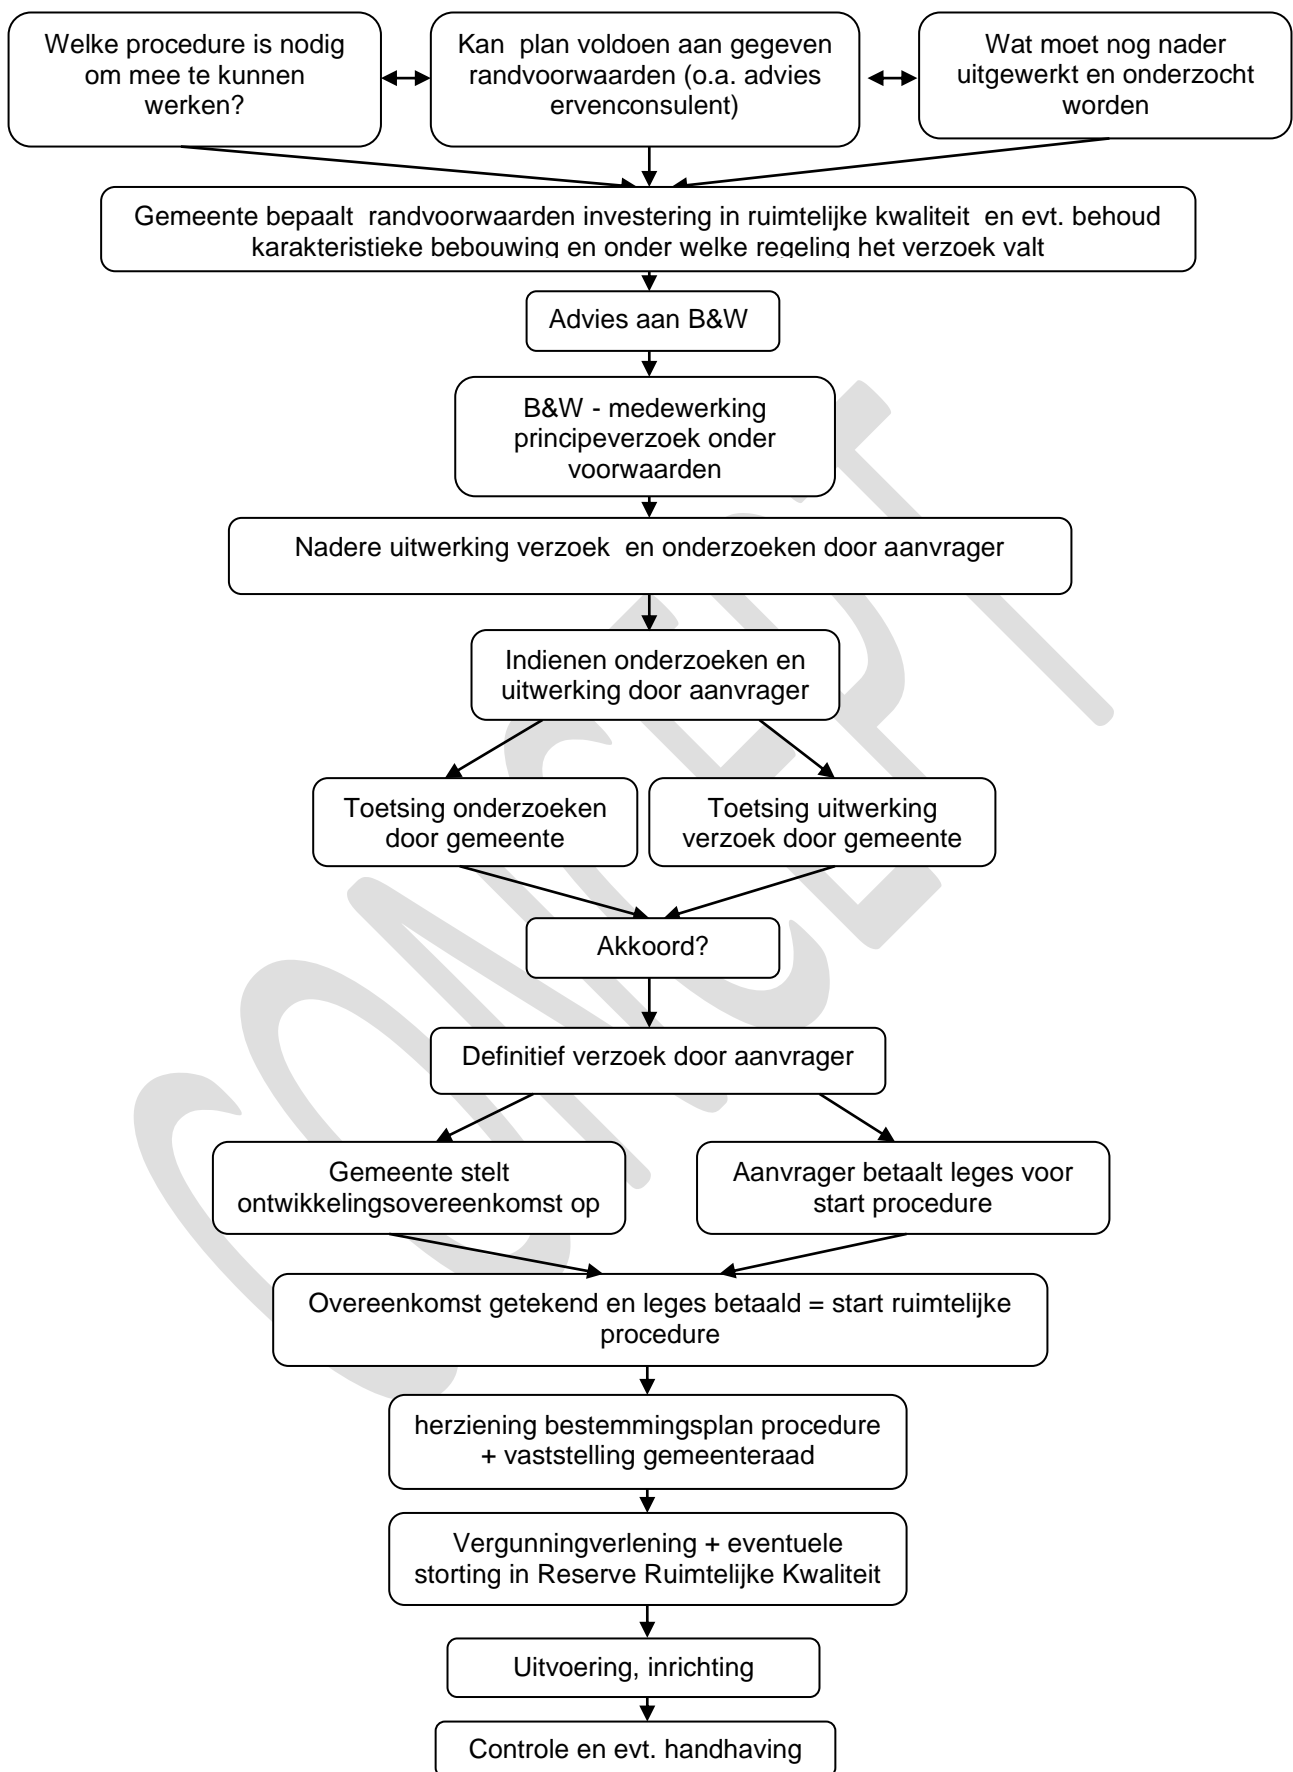 Welke procedure is nodig
om mee te kunnen
werken?
Kan plan voldoen aan gegeven
randvoorwaarden (o.a. advies
ervenconsulent)
Wat moet nog nader
uitgewerkt en onderzocht
worden
Gemeente bepaalt randvoorwaarden investering in ruimtelijke kwaliteit en evt. behoud
karakteristieke bebouwing en onder welke regeling het verzoek valt
Advies aan B&W
B&W - medewerking
principeverzoek onder
voorwaarden
Nadere uitwerking verzoek en onderzoeken door aanvrager
Indienen onderzoeken en
uitwerking door aanvrager
Toetsing onderzoeken
door gemeente
Toetsing uitwerking
verzoek door gemeente
Akkoord?
Definitief verzoek door aanvrager
Gemeente stelt
ontwikkelingsovereenkomst op
Aanvrager betaalt leges voor
start procedure
Overeenkomst getekend en leges betaald = start ruimtelijke
procedure
herziening bestemmingsplan procedure
+ vaststelling gemeenteraad
Vergunningverlening + eventuele
storting in Reserve Ruimtelijke Kwaliteit
Uitvoering, inrichting
Controle en evt. handhaving
CONCEPT